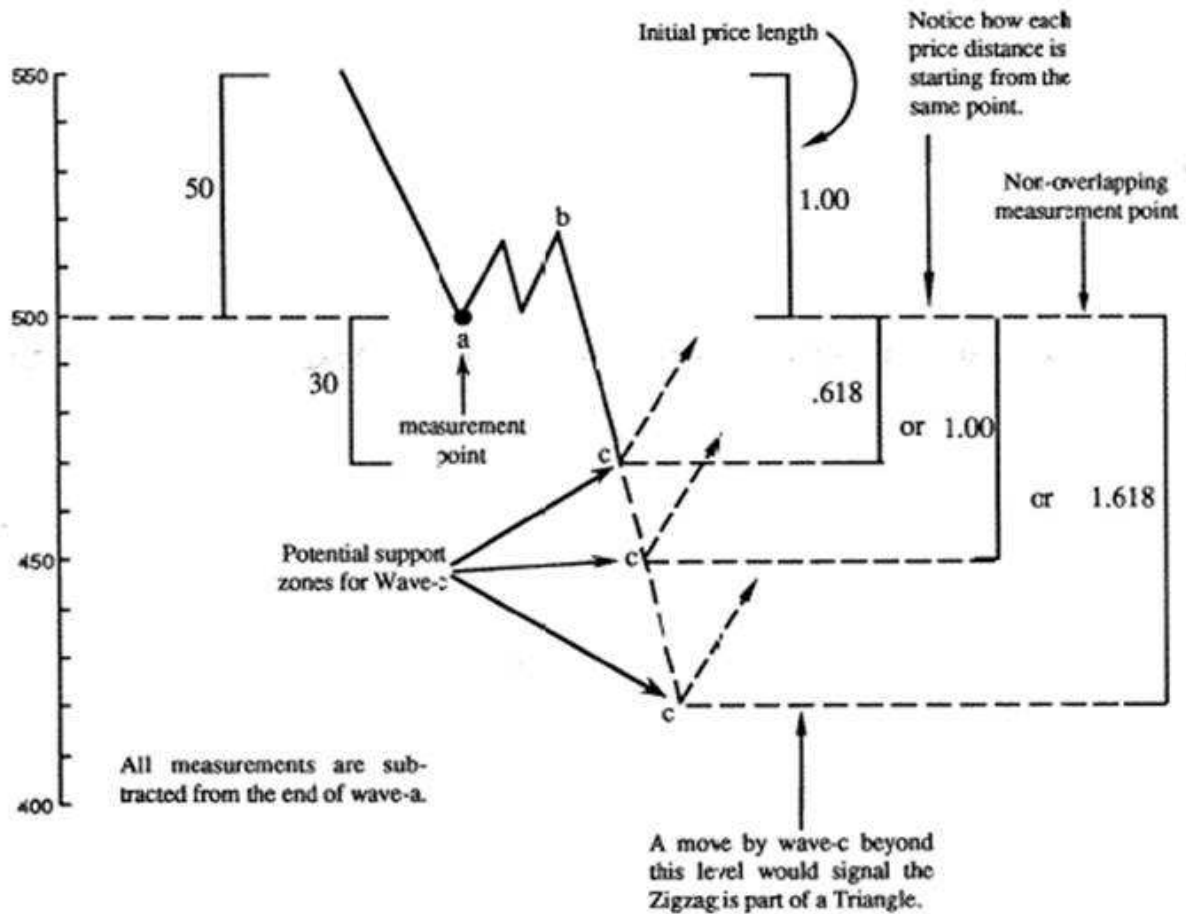 Initial price length
Notice how each
price distance is
starting from the
same point.
550
50
1.00
Non-overlapping
measurement point
b
500
a
30
.618
measurement
point
or 1.00
c
or 1.618
Potential support
zones for Wave-c
450
c
c
All measurements are sub-
tracted from the end of wave-a.
400
A move by wave-c beyond
this level would signal the
Zigzag is part of a Triangle.